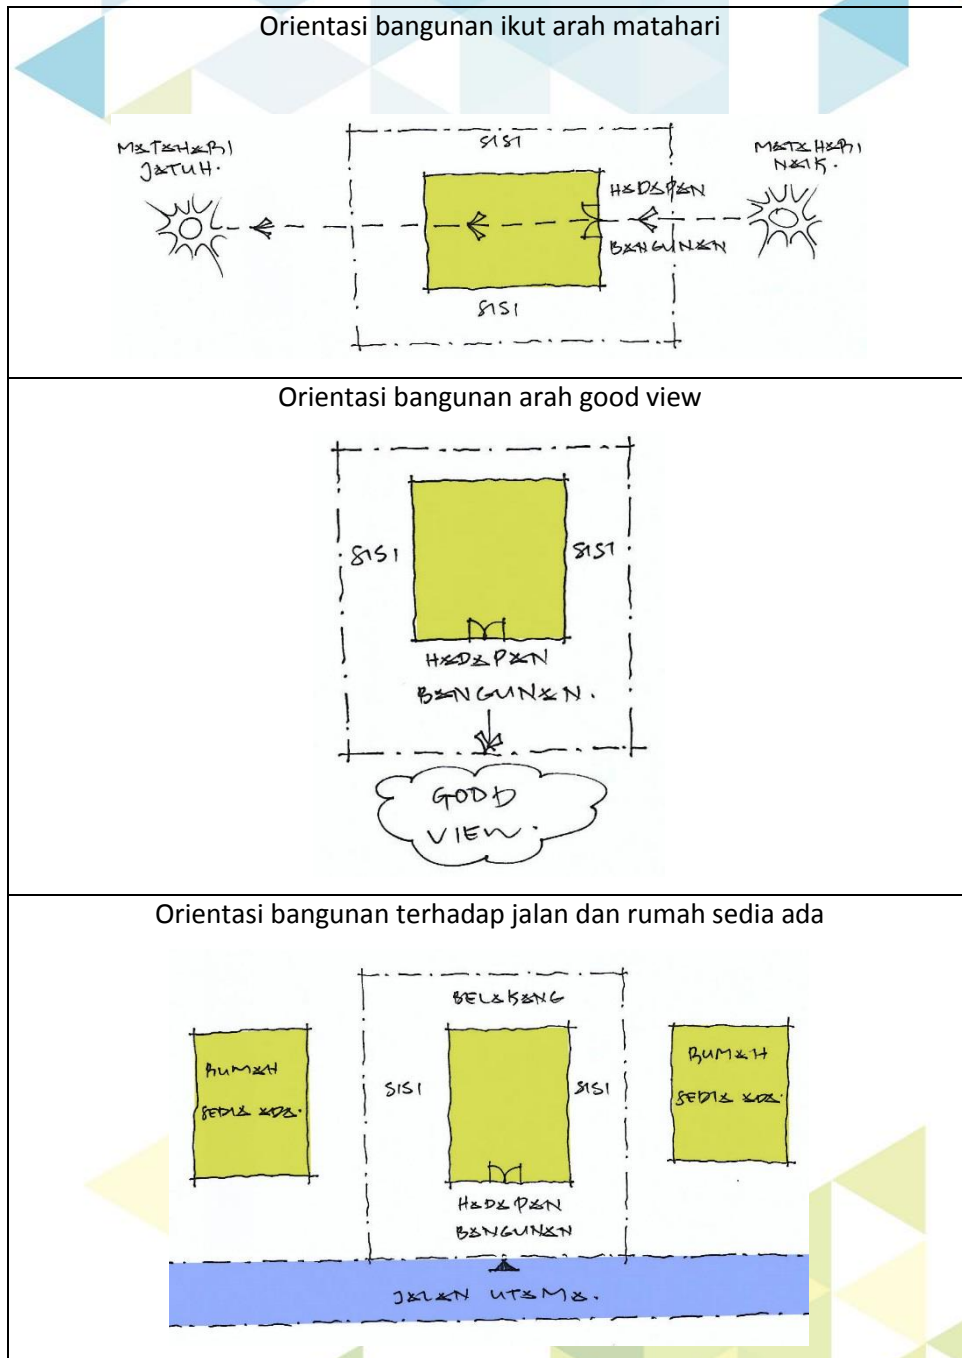 Orientasi bangunan ikut arah matahari
MATAHARI
JATUH.
SISI
HADAPAN
BANGUNAN
MATAHARI
NAIK.
SISI
Orientasi bangunan arah good view
SISI
SISI
HADAPAN
BANGUNAN.
GOOD
VIEW.
Orientasi bangunan terhadap jalan dan rumah sedia ada
BELAKANG
RUMAH
SEDIA ADA.
SISI
SISI
RUMAH
SEDIA ADA.
HADAPAN
BANGUNAN
JALAN UTAMA.